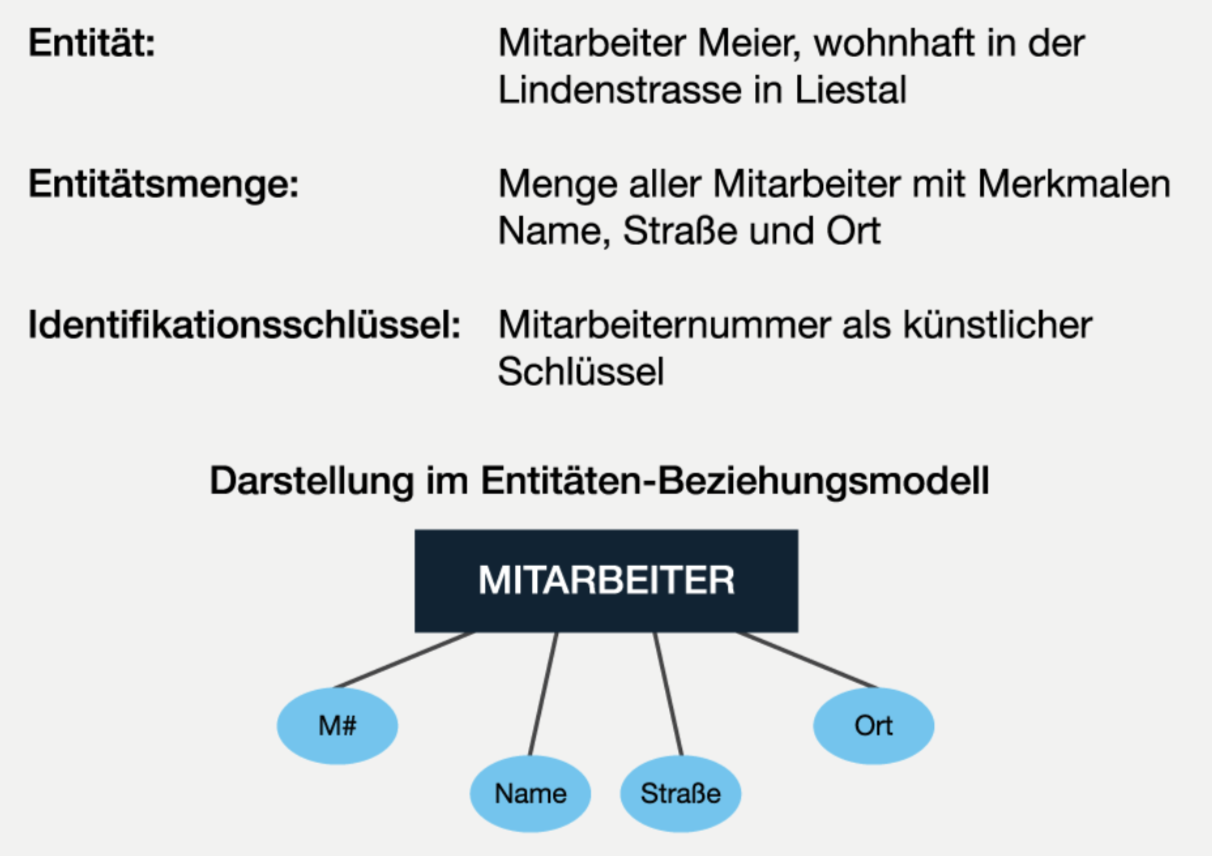 Entität:
Mitarbeiter Meier, wohnhaft in der
Lindenstrasse in Liestal
Entitätsmenge:
Menge aller Mitarbeiter mit Merkmalen
Name, Straße und Ort
Identifikationsschlüssel:
Mitarbeiternummer als künstlicher
Schlüssel
Darstellung im Entitäten-Beziehungsmodell
MITARBEITER
M#
Name
Straße
Ort